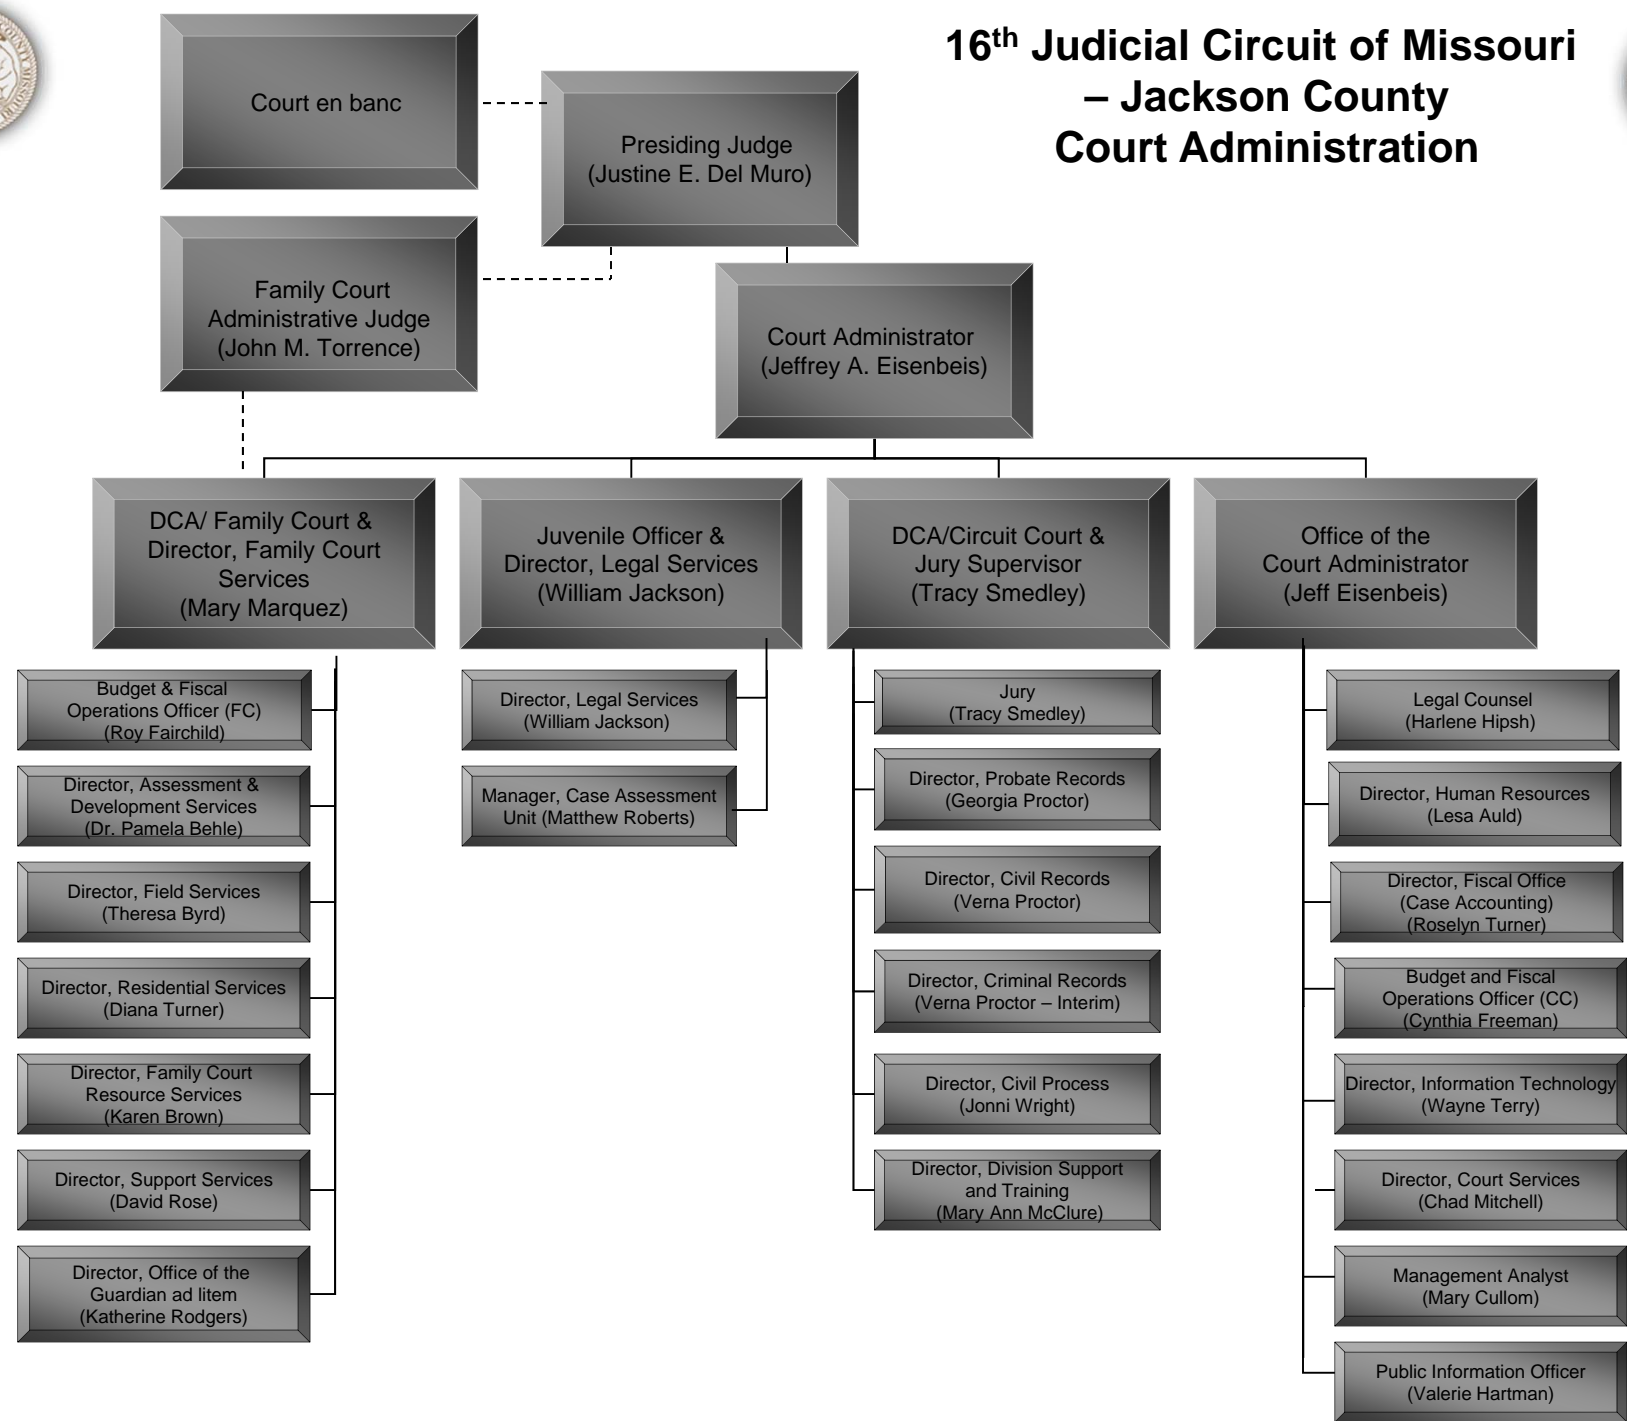 16th Judicial Circuit of Missouri
– Jackson County
Court Administration
Court en banc
Presiding Judge
(Justine E. Del Muro)
Family Court
Administrative Judge
(John M. Torrence)
Court Administrator
(Jeffrey A. Eisenbeis)
DCA/ Family Court &
Director, Family Court
Services
(Mary Marquez)
Juvenile Officer &
Director, Legal Services
(William Jackson)
DCA/Circuit Court &
Jury Supervisor
(Tracy Smedley)
Office of the
Court Administrator
(Jeff Eisenbeis)
Budget & Fiscal
Operations Officer (FC)
(Roy Fairchild)
Director, Assessment &
Development Services
(Dr. Pamela Behle)
Director, Field Services
(Theresa Byrd)
Director, Residential Services
(Diana Turner)
Director, Family Court
Resource Services
(Karen Brown)
Director, Support Services
(David Rose)
Director, Office of the
Guardian ad litem
(Katherine Rodgers)
Director, Legal Services
(William Jackson)
Manager, Case Assessment
Unit (Matthew Roberts)
Jury
(Tracy Smedley)
Director, Probate Records
(Georgia Proctor)
Director, Civil Records
(Verna Proctor)
Director, Criminal Records
(Verna Proctor – Interim)
Director, Civil Process
(Jonni Wright)
Director, Division Support
and Training
(Mary Ann McClure)
Legal Counsel
(Harlene Hipsh)
Director, Human Resources
(Lesa Auld)
Director, Fiscal Office
(Case Accounting)
(Roselyn Turner)
Budget and Fiscal
Operations Officer (CC)
(Cynthia Freeman)
Director, Information Technology
(Wayne Terry)
Director, Court Services
(Chad Mitchell)
Management Analyst
(Mary Cullom)
Public Information Officer
(Valerie Hartman)